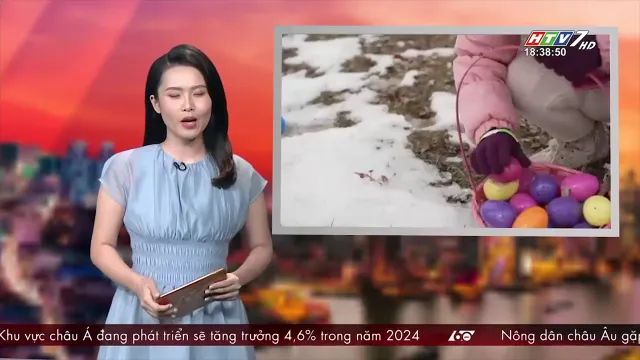 HTV7 HD
18:38:50
Khu vực châu Á đang phát triển sẽ tăng trưởng 4,6% trong năm 2024
Nông dân châu Âu gặ